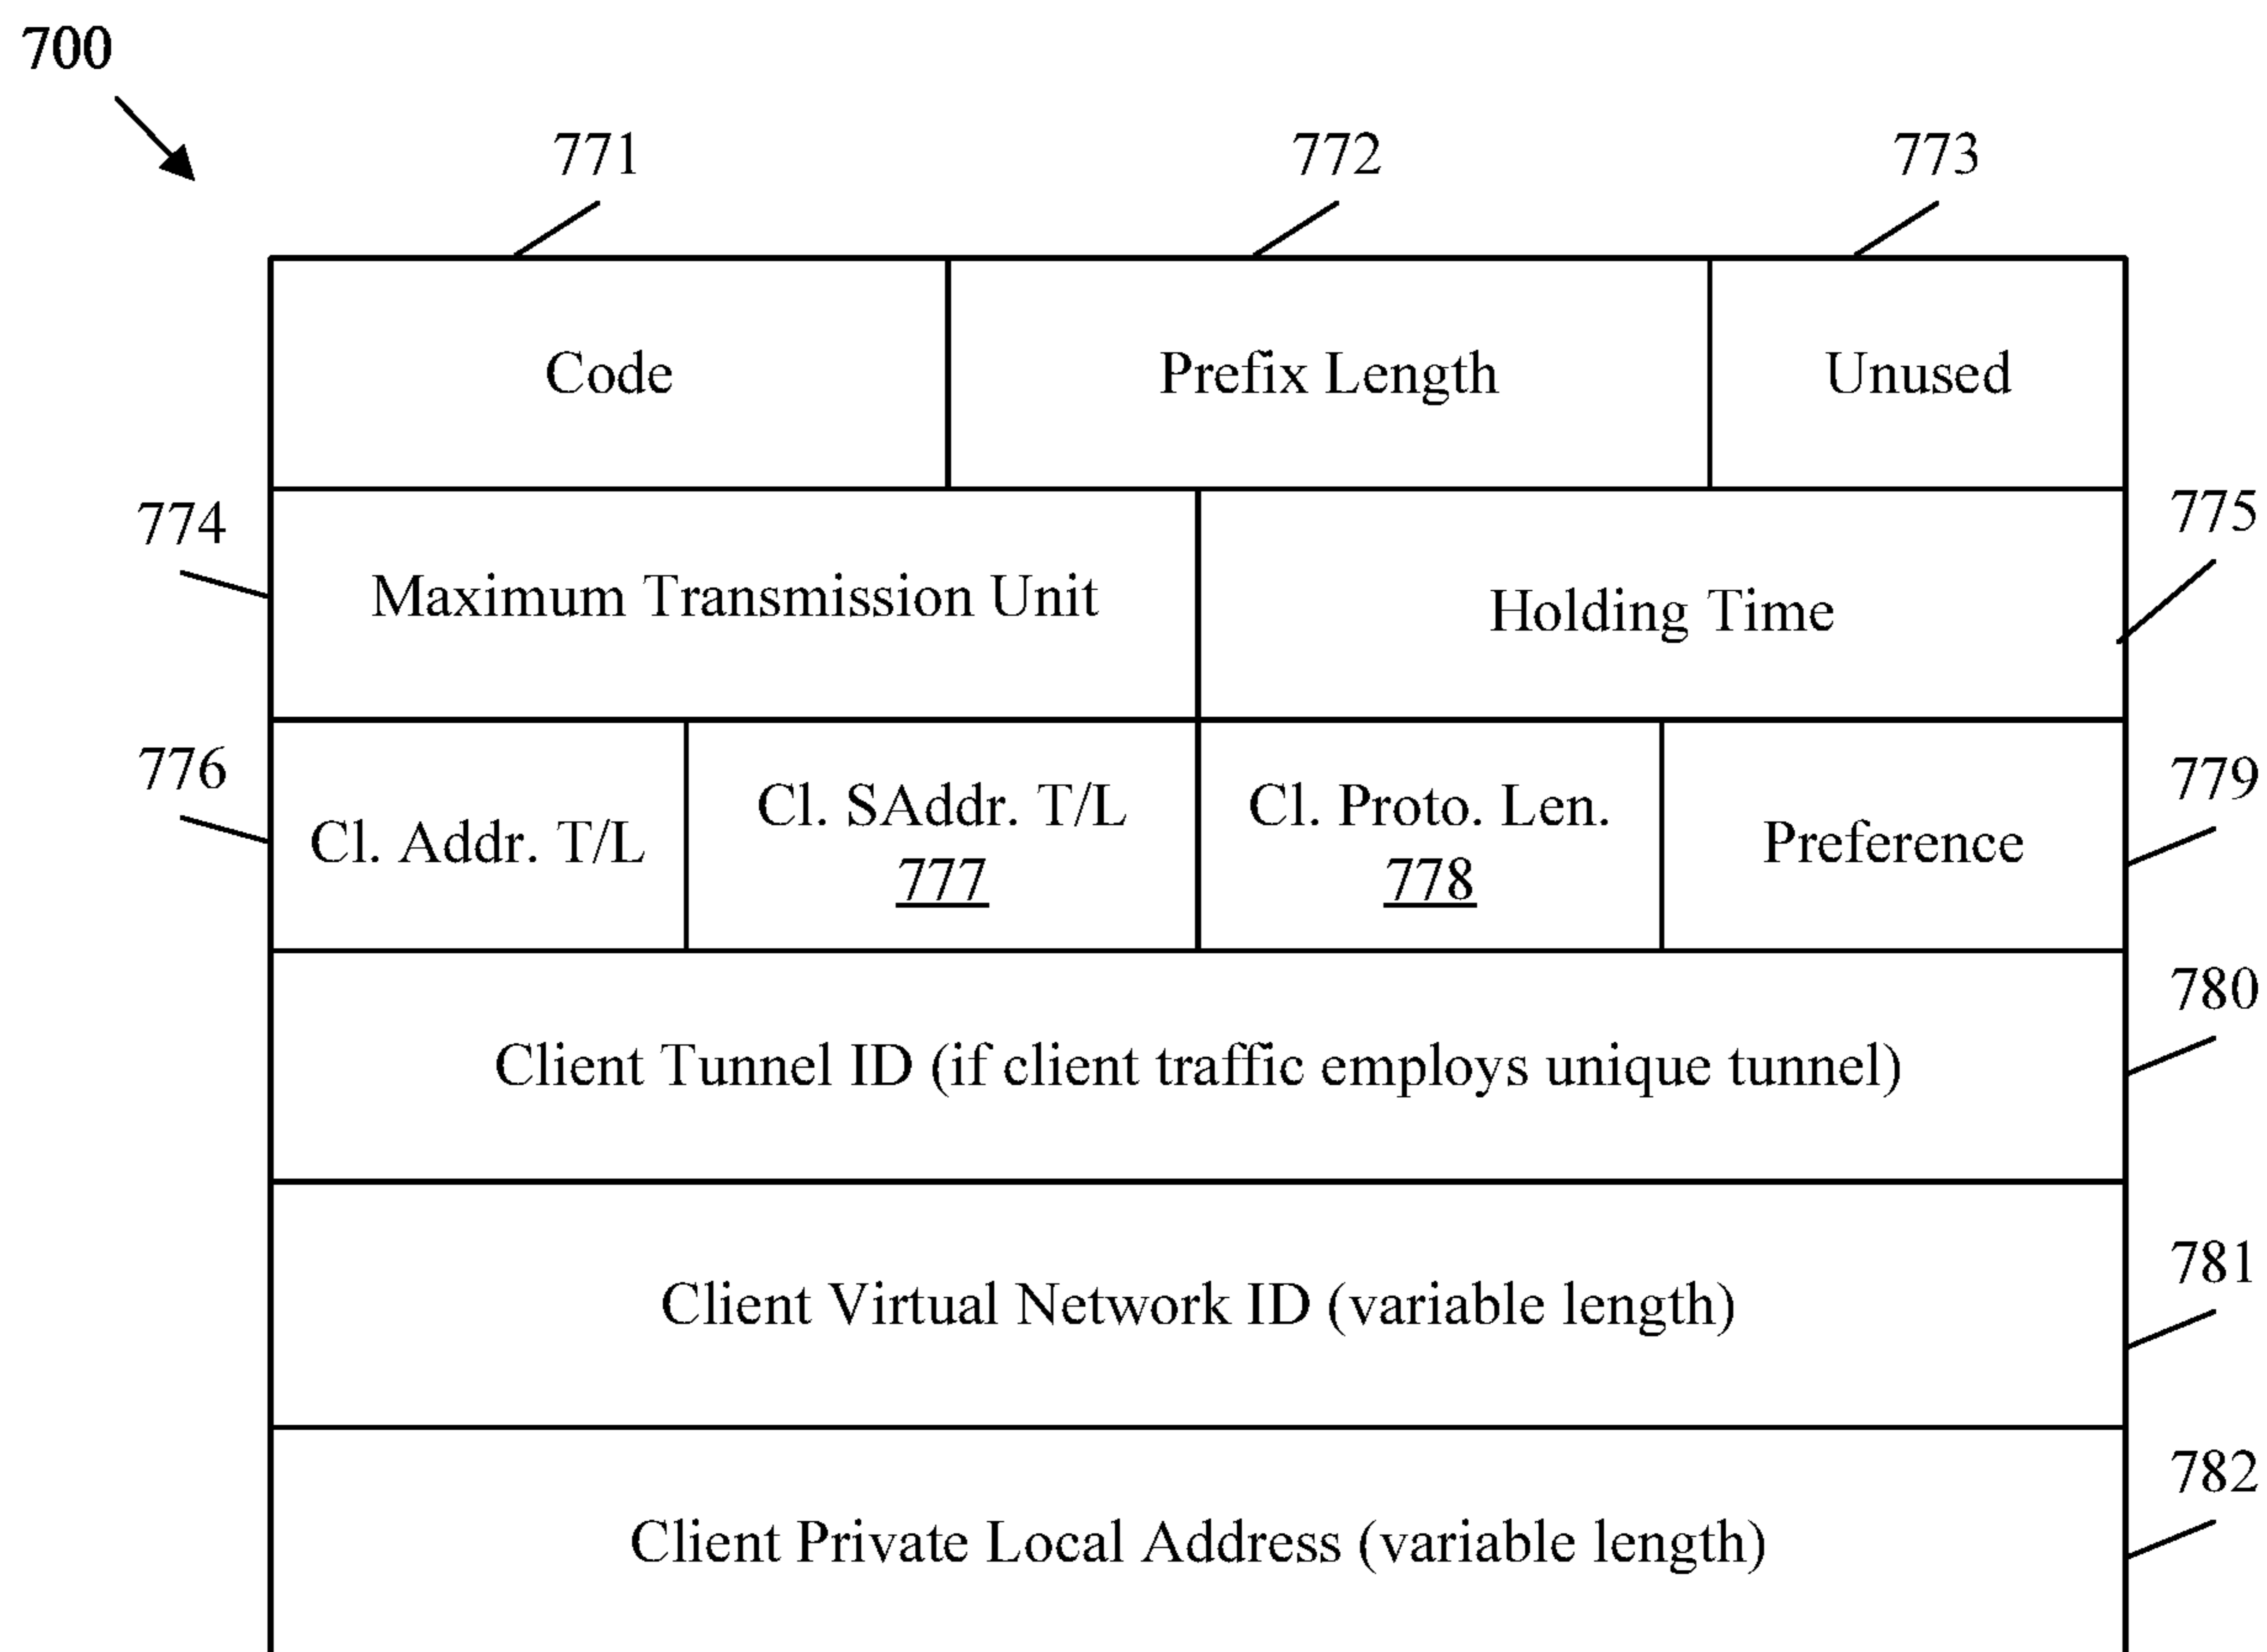 700
771
772
773
Code
Prefix Length
Unused
774
775
Maximum Transmission Unit
Holding Time
776
779
Cl. Addr. T/L
Cl. SAddr. T/L
777
Cl. Proto. Len.
778
Preference
780
Client Tunnel ID (if client traffic employs unique tunnel)
781
Client Virtual Network ID (variable length)
782
Client Private Local Address (variable length)